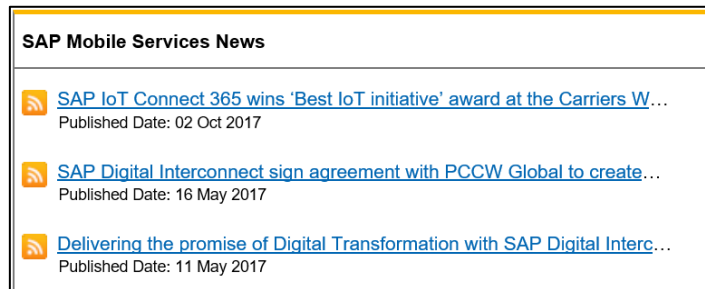 SAP Mobile Services News
SAP IoT Connect 365 wins ‘Best IoT initiative’ award at the Carriers W…
Published Date: 02 Oct 2017
SAP Digital Interconnect sign agreement with PCCW Global to create…
Published Date: 16 May 2017
Delivering the promise of Digital Transformation with SAP Digital Interc…
Published Date: 11 May 2017